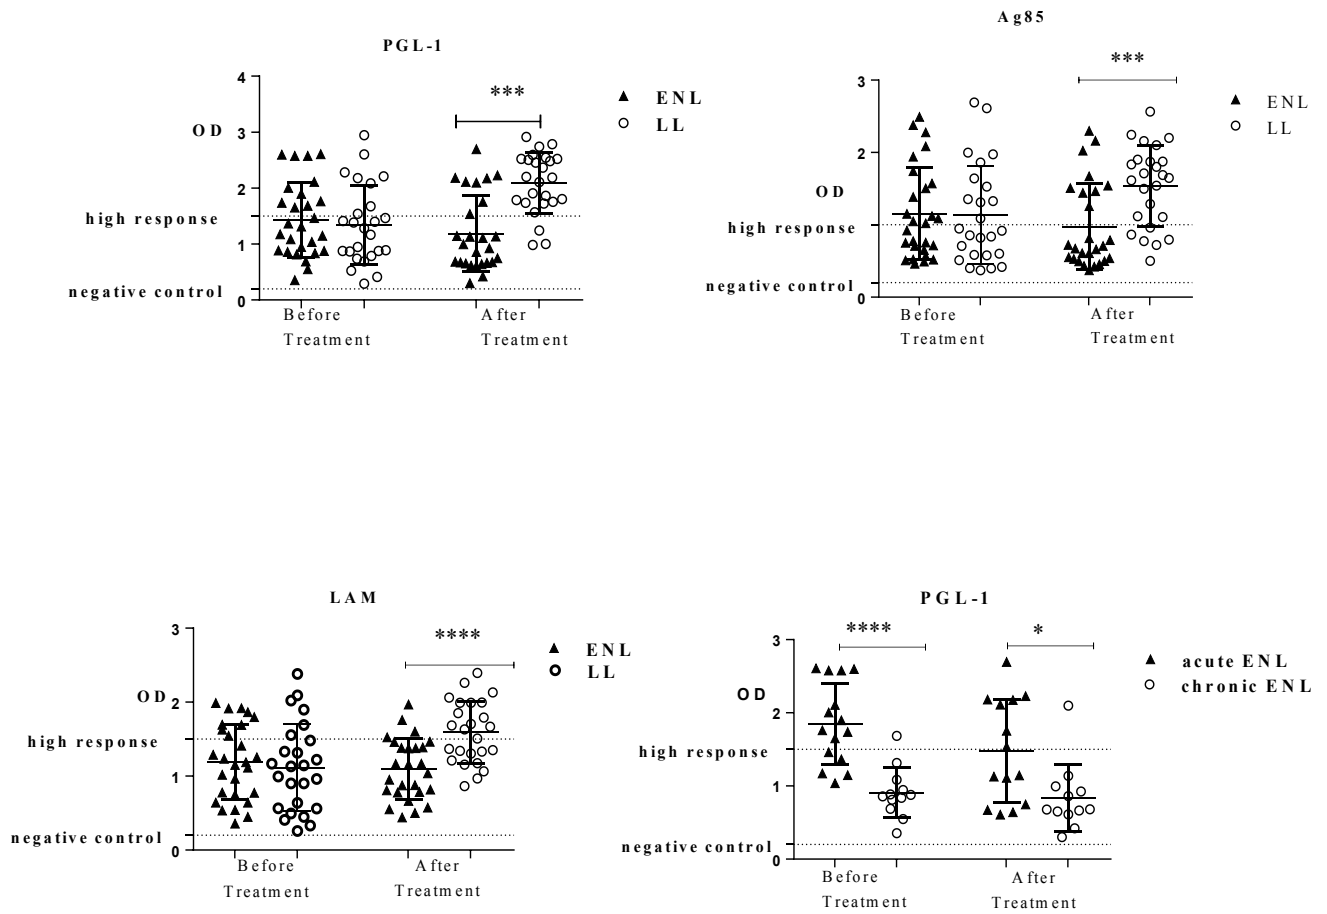 Ag85
PGL-1
***
***
4
3
2
1
0
OD
high response
negative control
ENL
LL
Before
Treatment
After
Treatment
3
2
1
0
OD
high response
negative control
ENL
LL
Before
Treatment
After
Treatment
LAM
****
3
2
1
0
OD
high response
negative control
ENL
LL
Before
Treatment
After
Treatment
PGL-1
****
*
3
2
1
0
OD
high response
negative control
acute ENL
chronic ENL
Before
Treatment
After
Treatment